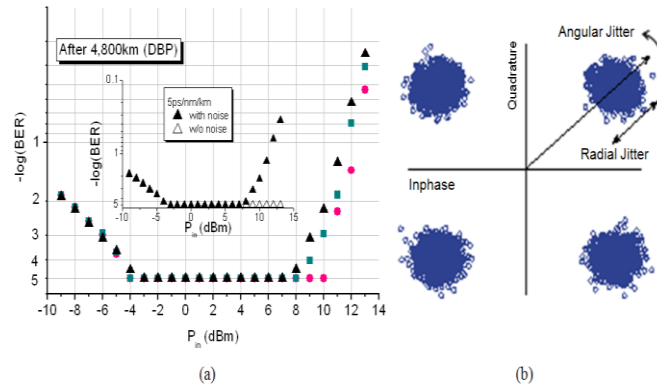 After 4,800km (DBP)
-log(BER)
1
2
3
4
5
-10 -8 -6 -4 -2 0 2 4 6 8 10 12 14
P_in (dBm)
0.1
1
5
-log(BER)
5ps/nm/km
with noise
w/o noise
-10 -5 0 5 10 15
P_in (dBm)
(a)
Angular Jitter
Quadrature
Radial Jitter
Inphase
(b)